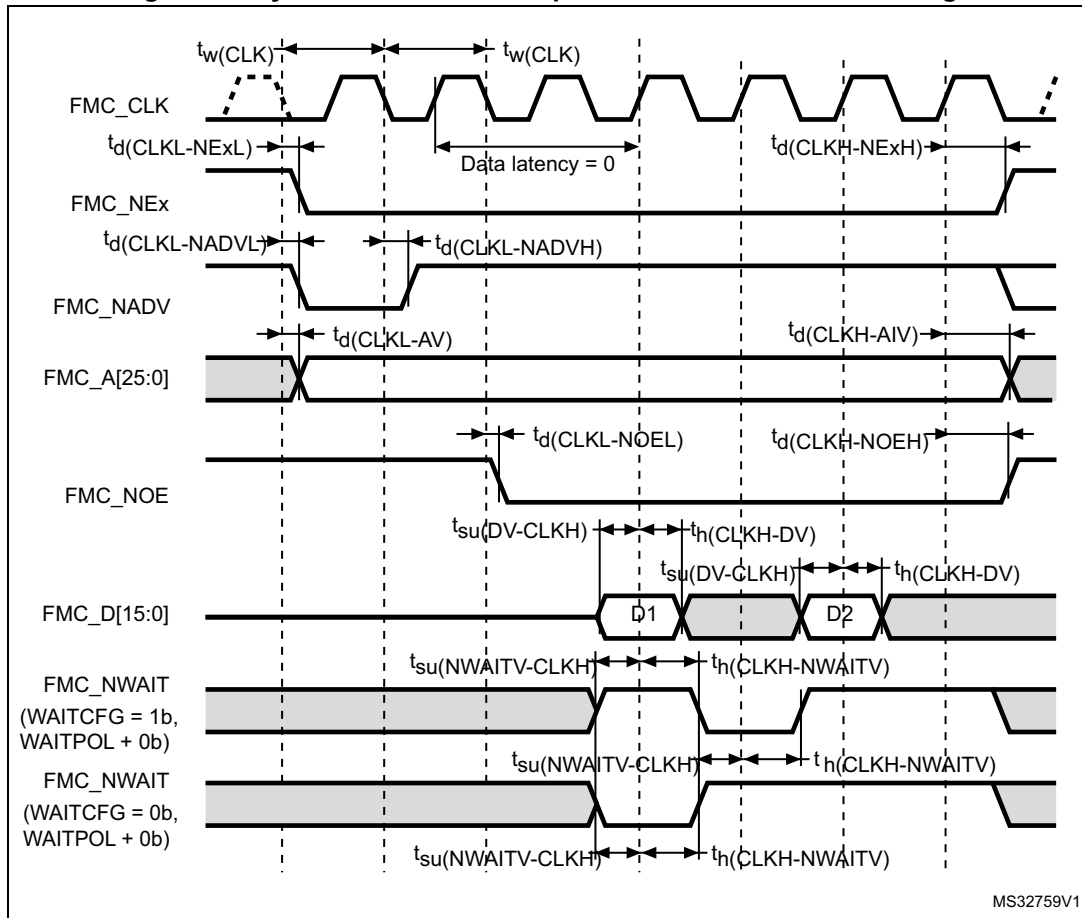 tw(CLK) tw(CLK)
FMC_CLK
td(CLKL-NExL) Data latency = 0 td(CLKH-NExH)
FMC_NEx
td(CLKL-NADVL) td(CLKL-NADVH)
FMC_NADV
td(CLKL-AV) td(CLKH-AIV)
FMC_A[25:0]
td(CLKL-NOEL) td(CLKH-NOEH)
FMC_NOE
tsu(DV-CLKH) th(CLKH-DV)
tsu(DV-CLKH) th(CLKH-DV)
FMC_D[15:0] D1 D2
tsu(NWAITV-CLKH) th(CLKH-NWAITV)
FMC_NWAIT
(WAITCFG = 1b,
WAITPOL + 0b)
tsu(NWAITV-CLKH) th(CLKH-NWAITV)
FMC_NWAIT
(WAITCFG = 0b,
WAITPOL + 0b)
tsu(NWAITV-CLKH) th(CLKH-NWAITV)
MS32759V1